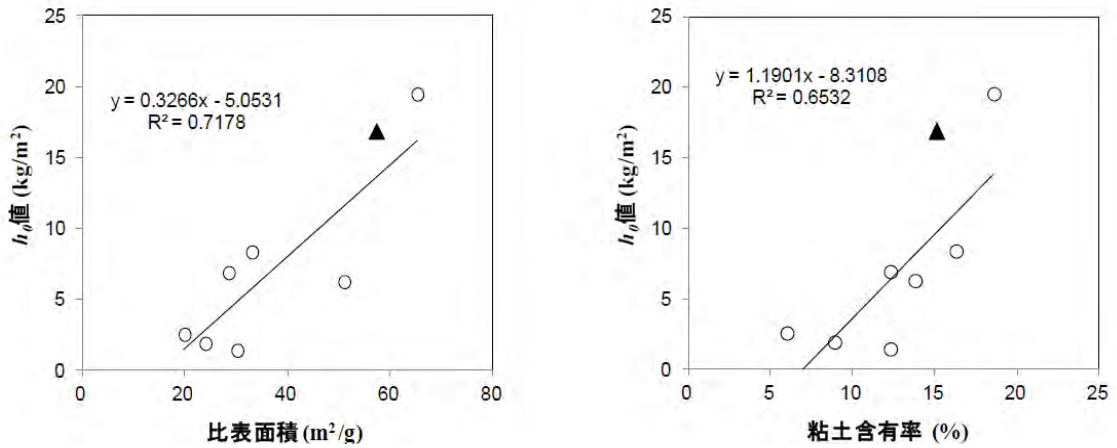 25
20
15
10
5
0
h₀値 (kg/m²)
y = 0.3266x - 5.0531
R² = 0.7178
0 20 40 60 80
比表面積 (m²/g)
25
20
15
10
5
0
h₀値 (kg/m²)
y = 1.1901x - 8.3108
R² = 0.6532
0 5 10 15 20 25
粘土含有率 (%)